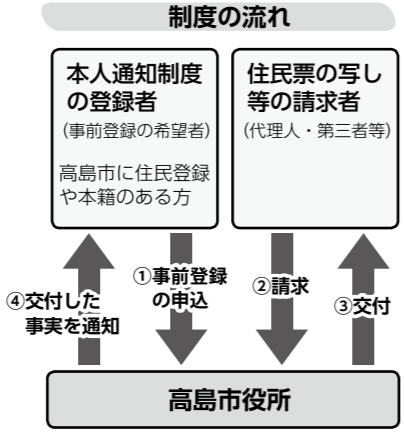 制度の流れ
本人通知制度
の登録者
(事前登録の希望者)
高島市に住民登録
や本籍のある方
住民票の写し
等の請求者
(代理人・第三者等)
①事前登録
の申込
②請求
③交付
④交付した
事実を通知
高島市役所